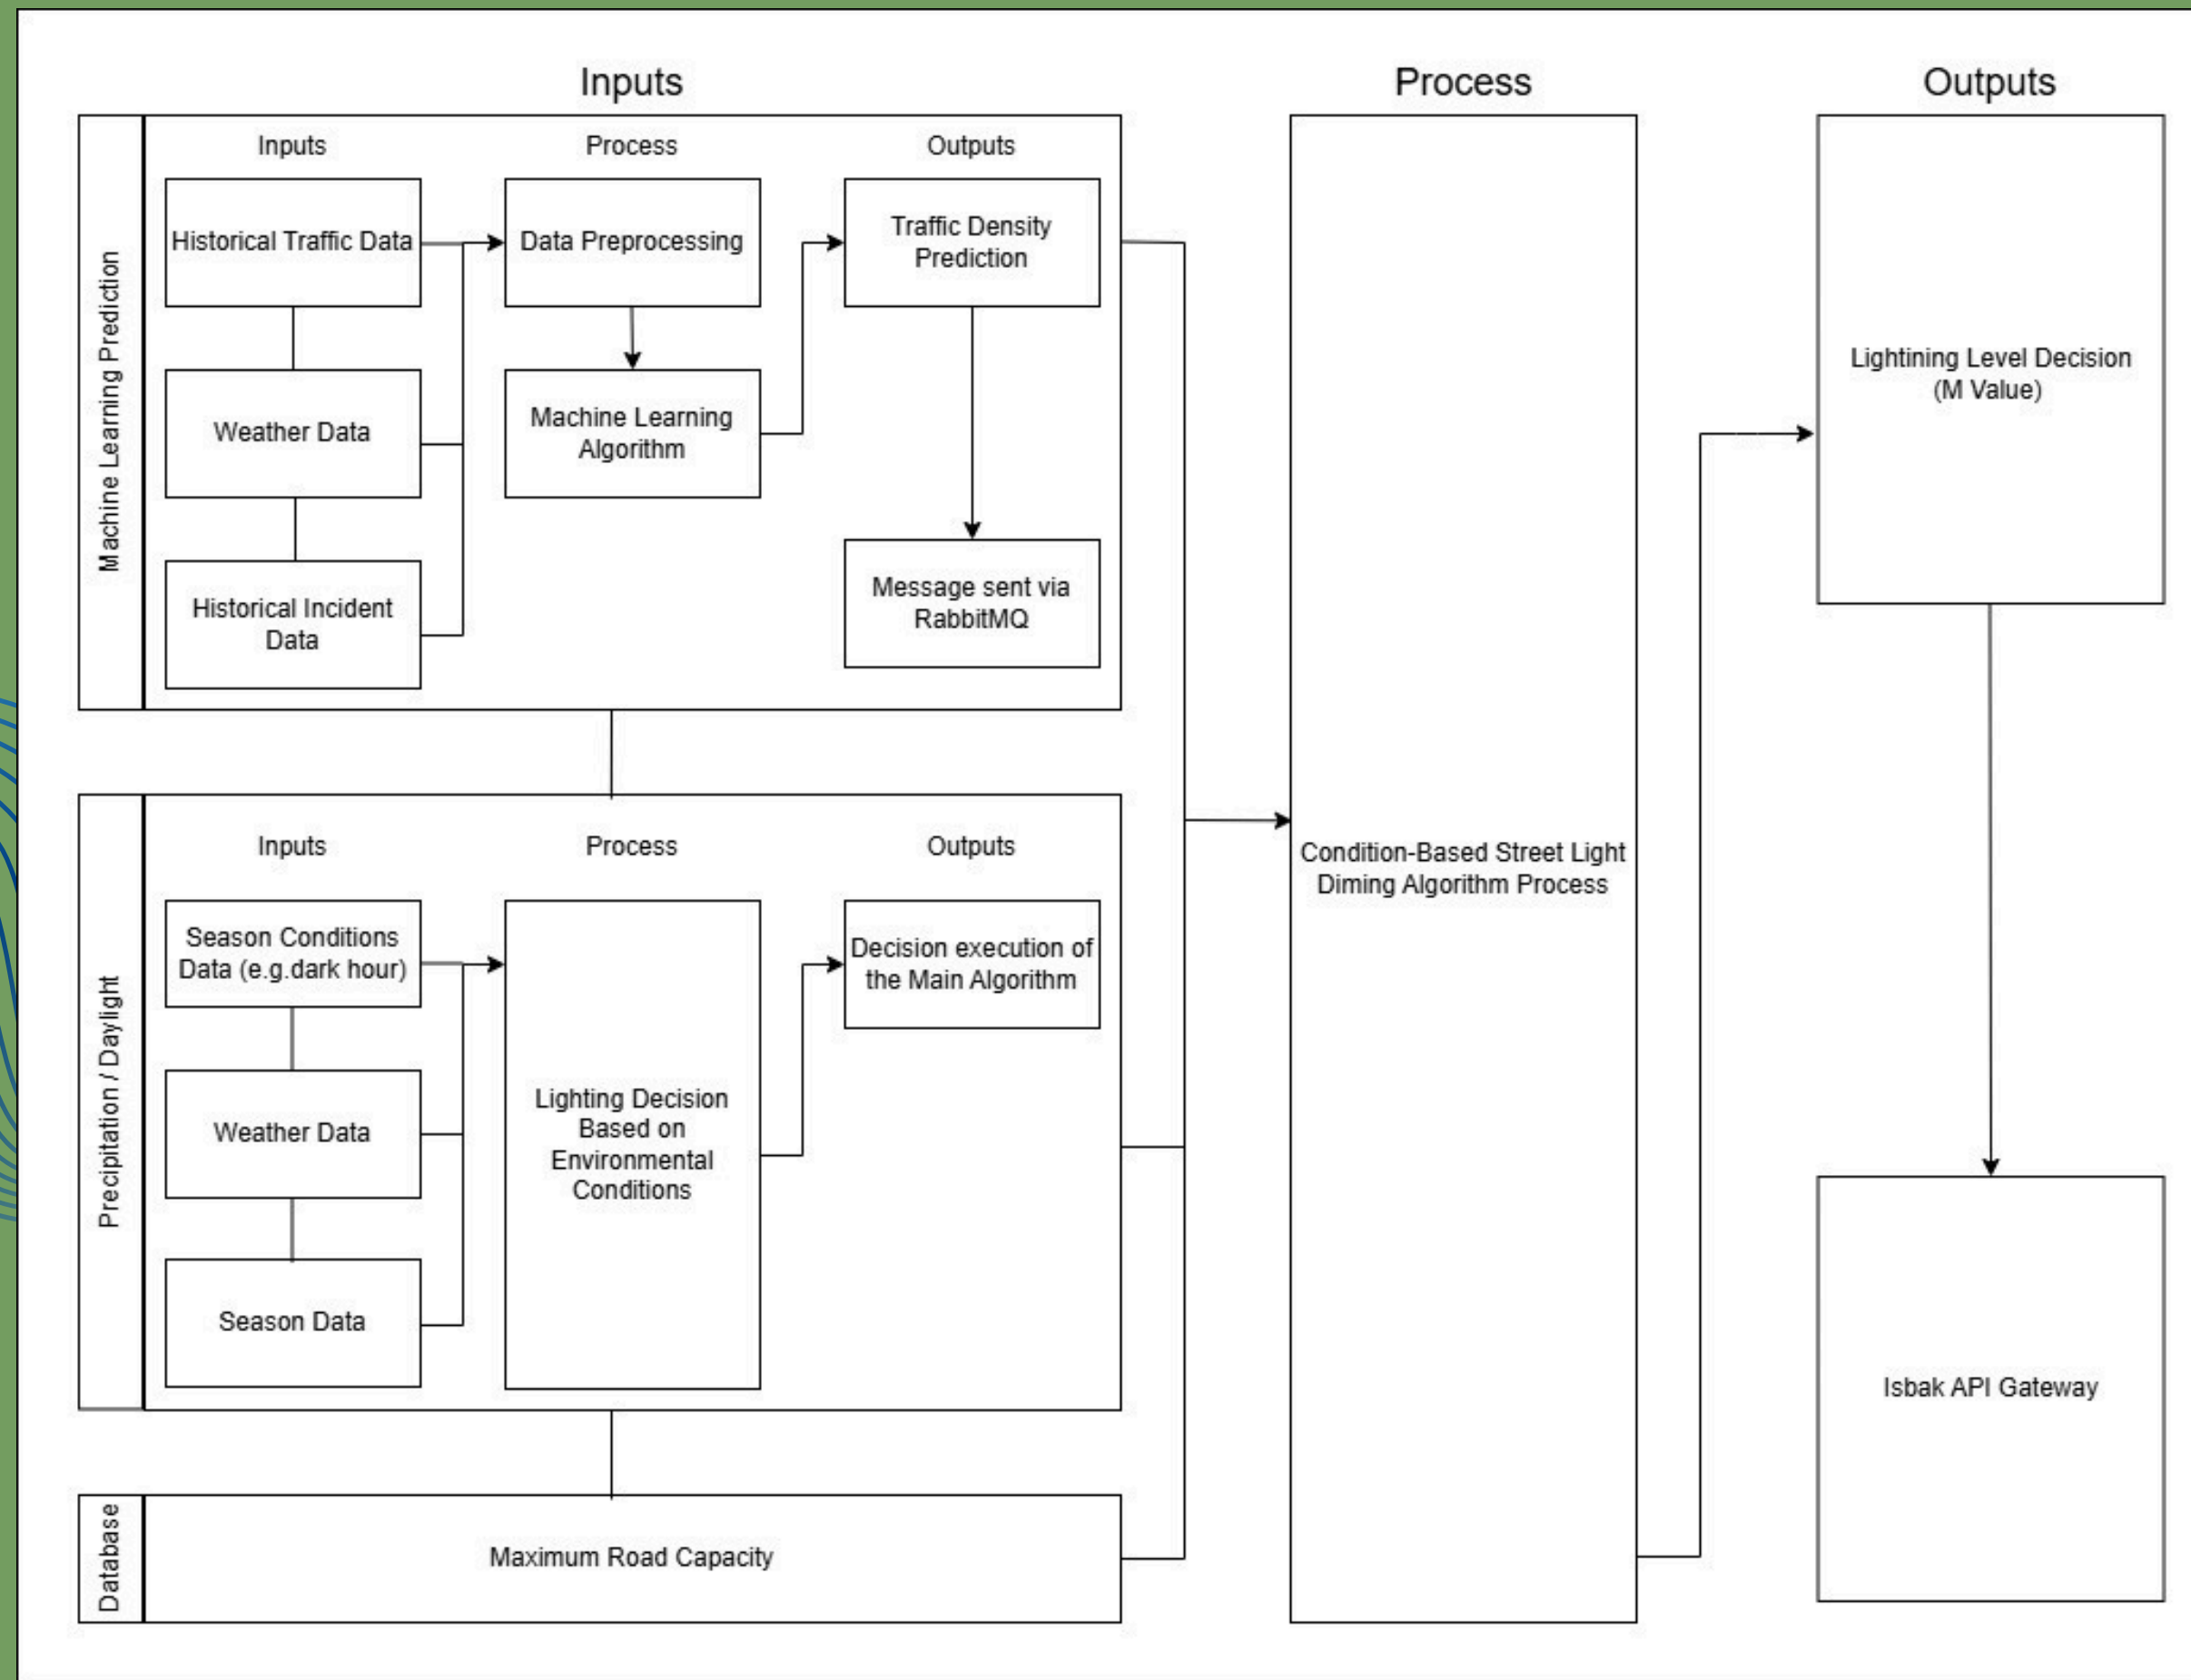 Inputs
Process
Outputs
Machine Learning Prediction
Inputs
Process
Outputs
Historical Traffic Data
Data Preprocessing
Traffic Density
Prediction
Weather Data
Machine Learning
Algorithm
Historical Incident
Data
Message sent via
RabbitMQ
Precipitation / Daylight
Inputs
Process
Outputs
Season Conditions
Data (e.g.dark hour)
Weather Data
Season Data
Lighting Decision
Based on
Environmental
Conditions
Decision execution of
the Main Algorithm
Database
Maximum Road Capacity
Condition-Based Street Light
Diming Algorithm Process
Lightining Level Decision
(M Value)
Isbak API Gateway